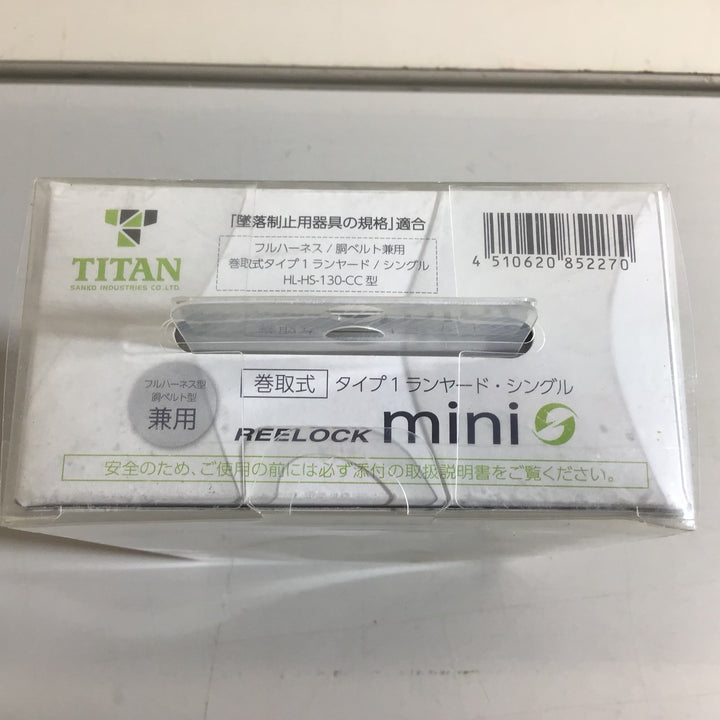 TITAN
SANKO INDUSTRIES CO.,LTD.
「墜落制止用器具の規格」適合
フルハーネス / 胴ベルト兼用
巻取式タイプ1 ランヤード / シングル
HL-HS-130-CC 型
4 510620 852270
フルハーネス型
胴ベルト型
兼用
巻取式 タイプ1 ランヤード・シングル
REELOCK mini S
安全のため、ご使用の前には必ず添付の取扱説明書をご覧ください。